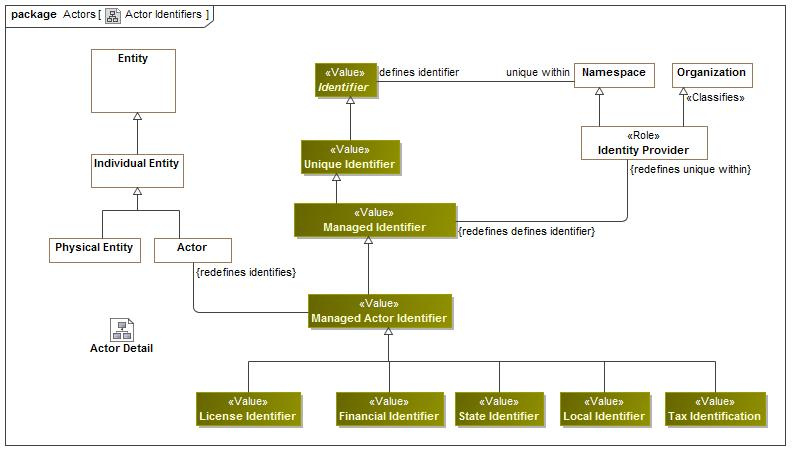 package Actors [ Actor Identifiers ]
Entity
«Value»
Identifier
defines identifier
unique within
Namespace
Organization
«Classifies»
«Role»
Identity Provider
{redefines unique within}
Individual Entity
«Value»
Unique Identifier
«Value»
Managed Identifier
{redefines defines identifier}
Physical Entity
Actor
{redefines identifies}
«Value»
Managed Actor Identifier
Actor Detail
«Value»
License Identifier
«Value»
Financial Identifier
«Value»
State Identifier
«Value»
Local Identifier
«Value»
Tax Identification